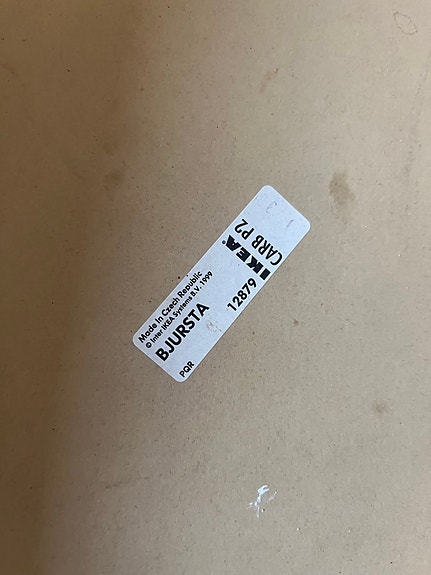 Made in Czech Republic
© Inter IKEA Systems B.V. 1999
BJURSTA
PQR
12879
IKEA®
CARB P2